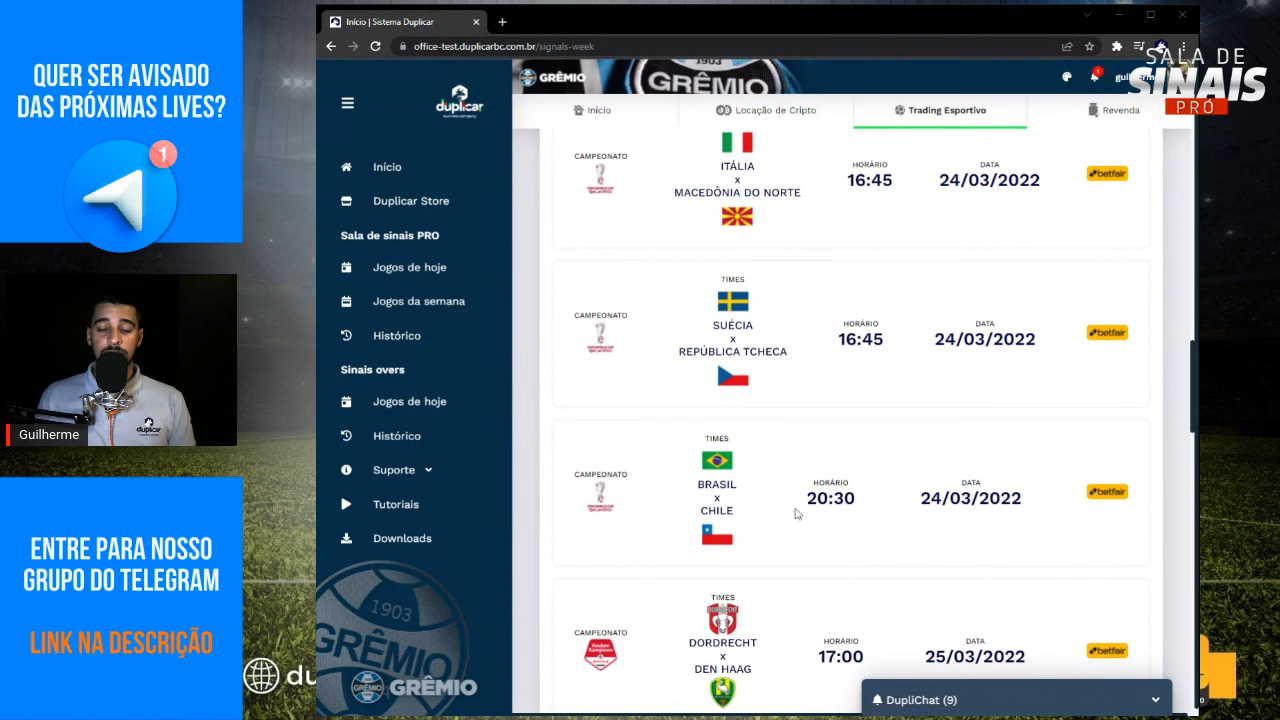 QUER SER AVISADO
DAS PRÓXIMAS LIVES?
1
Guilherme
ENTRE PARA NOSSO
GRUPO DO TELEGRAM
LINK NA DESCRIÇÃO
du
Início | Sistema Duplicar
office-test.duplicarbc.com.br/signals-week
SALA DE
SINAIS
PRÓ
duplicar
Início
Duplicar Store
Sala de sinais PRO
Jogos de hoje
Jogos da semana
Histórico
Sinais overs
Jogos de hoje
Histórico
Suporte
Tutoriais
Downloads
1903
GRÊMIO
GRÊMIO
GRÊMIO
1903
GRÊMIO
1
Início
Locação de Cripto
Trading Esportivo
Revenda
CAMPEONATO
ITÁLIA
x
MACEDÔNIA DO NORTE
HORÁRIO
16:45
DATA
24/03/2022
betfair
CAMPEONATO
TIMES
SUÉCIA
x
REPÚBLICA TCHECA
HORÁRIO
16:45
DATA
24/03/2022
betfair
CAMPEONATO
TIMES
BRASIL
x
CHILE
HORÁRIO
20:30
DATA
24/03/2022
betfair
CAMPEONATO
TIMES
DORDRECHT
x
DEN HAAG
HORÁRIO
17:00
DATA
25/03/2022
betfair
DupliChat (9)